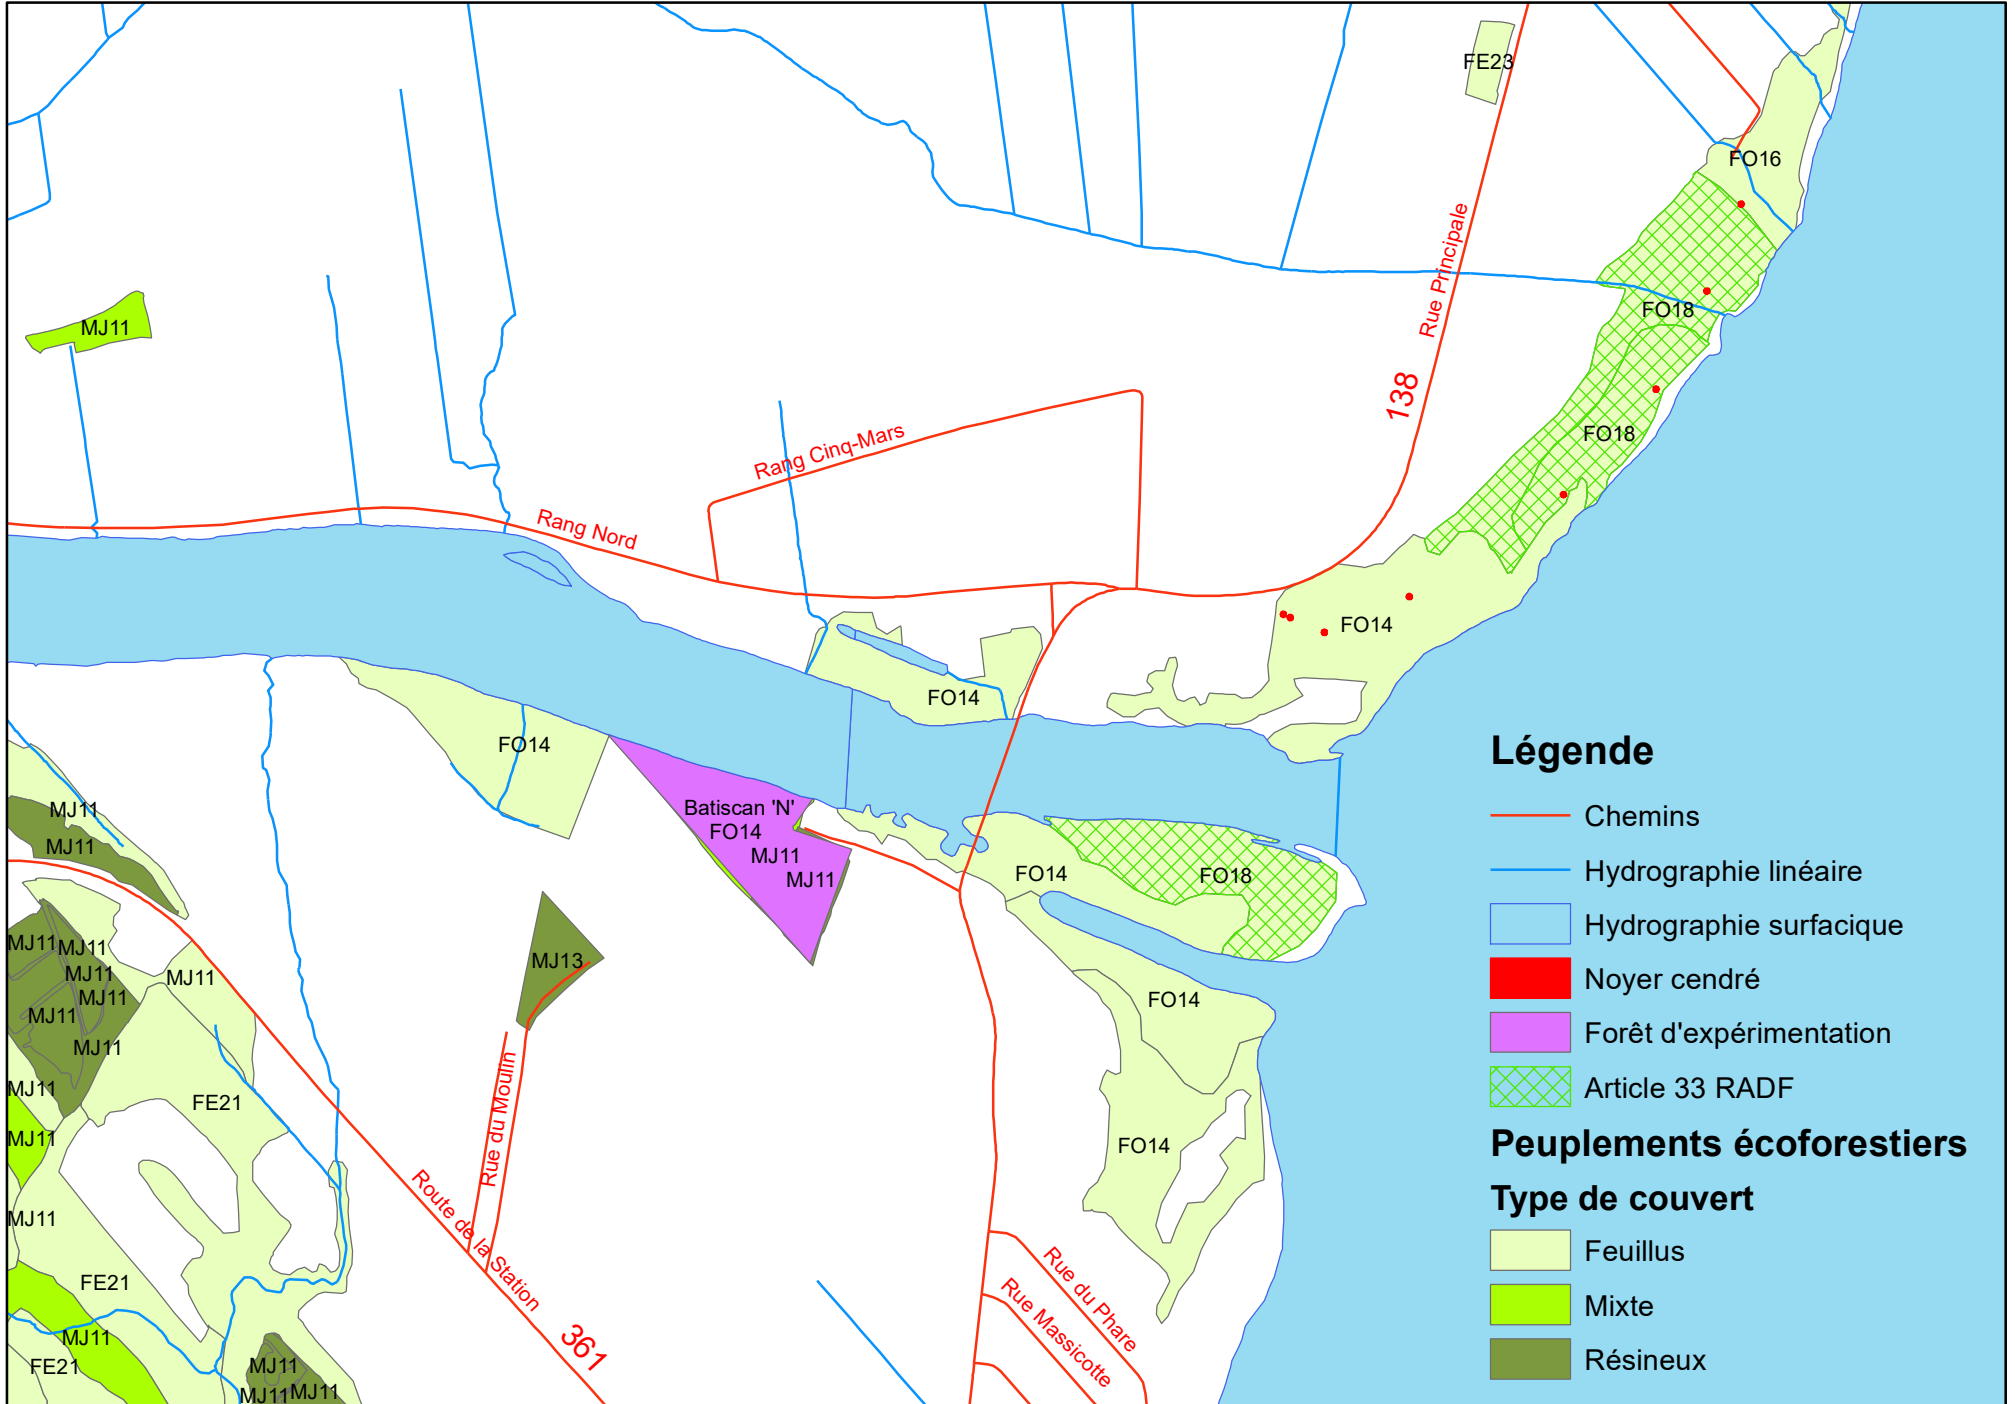 FE23
FO16
Rue Principale
FO18
MJ11
138
FO18
Rang Cinq-Mars
Rang Nord
FO14
FO14
FO14
MJ11
MJ11
Batiscan 'N'
FO14
MJ11
MJ11
FO14
FO18
MJ11
MJ11
MJ11
MJ11
MJ11
MJ11
MJ11
MJ13
FO14
MJ11
FE21
MJ11
Rue du Moulin
FO14
MJ11
FE21
Route de la Station
361
MJ11
FE21
MJ11
MJ11
MJ11
Rue du Phare
Rue Massicotte
Légende
Chemins
Hydrographie linéaire
Hydrographie surfacique
Noyer cendré
Forêt d'expérimentation
Article 33 RADF
Peuplements écoforestiers
Type de couvert
Feuillus
Mixte
Résineux